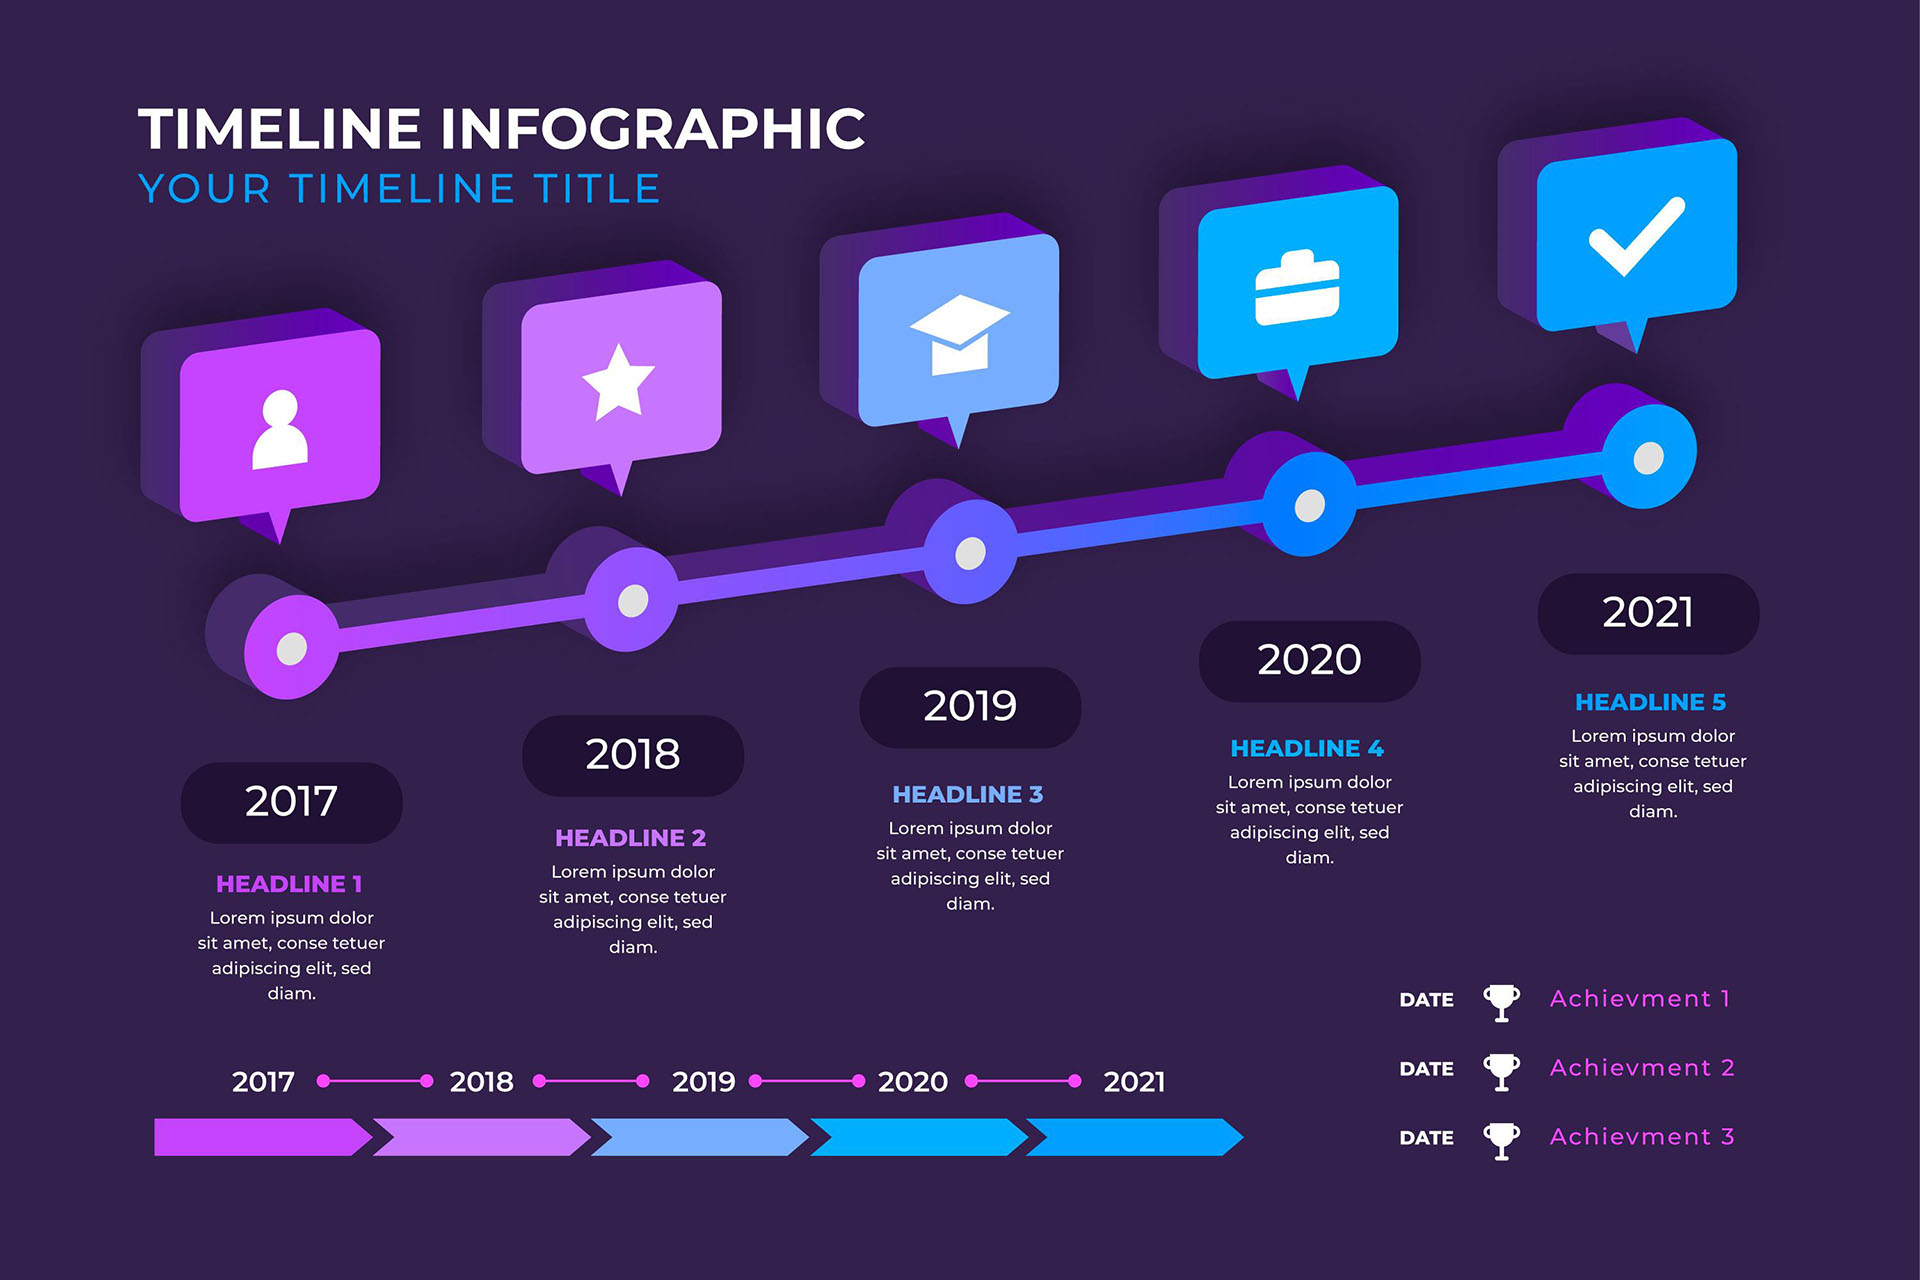 TIMELINE INFOGRAPHIC
YOUR TIMELINE TITLE
2017
HEADLINE 1
Lorem ipsum dolor
sit amet, conse tetuer
adipiscing elit, sed
diam.
2018
HEADLINE 2
Lorem ipsum dolor
sit amet, conse tetuer
adipiscing elit, sed
diam.
2019
HEADLINE 3
Lorem ipsum dolor
sit amet, conse tetuer
adipiscing elit, sed
diam.
2020
HEADLINE 4
Lorem ipsum dolor
sit amet, conse tetuer
adipiscing elit, sed
diam.
2021
HEADLINE 5
Lorem ipsum dolor
sit amet, conse tetuer
adipiscing elit, sed
diam.
2017 2018 2019 2020 2021
DATE Achievment 1
DATE Achievment 2
DATE Achievment 3